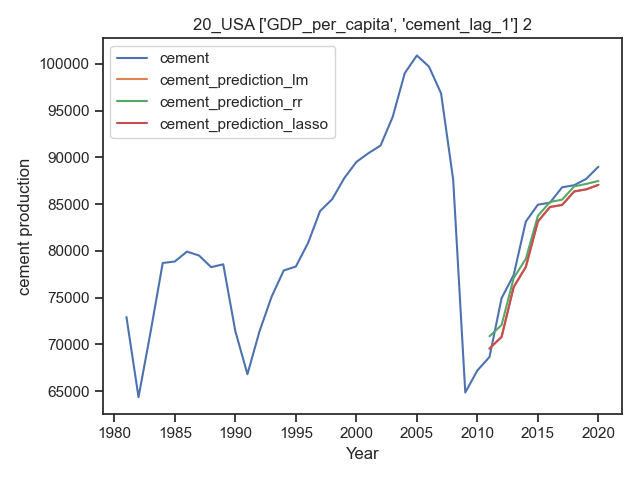 20_USA ['GDP_per_capita', 'cement_lag_1'] 2
cement
cement_prediction_lm
cement_prediction_rr
cement_prediction_lasso
100000
95000
90000
85000
80000
75000
70000
65000
cement production
1980 1985 1990 1995 2000 2005 2010 2015 2020
Year